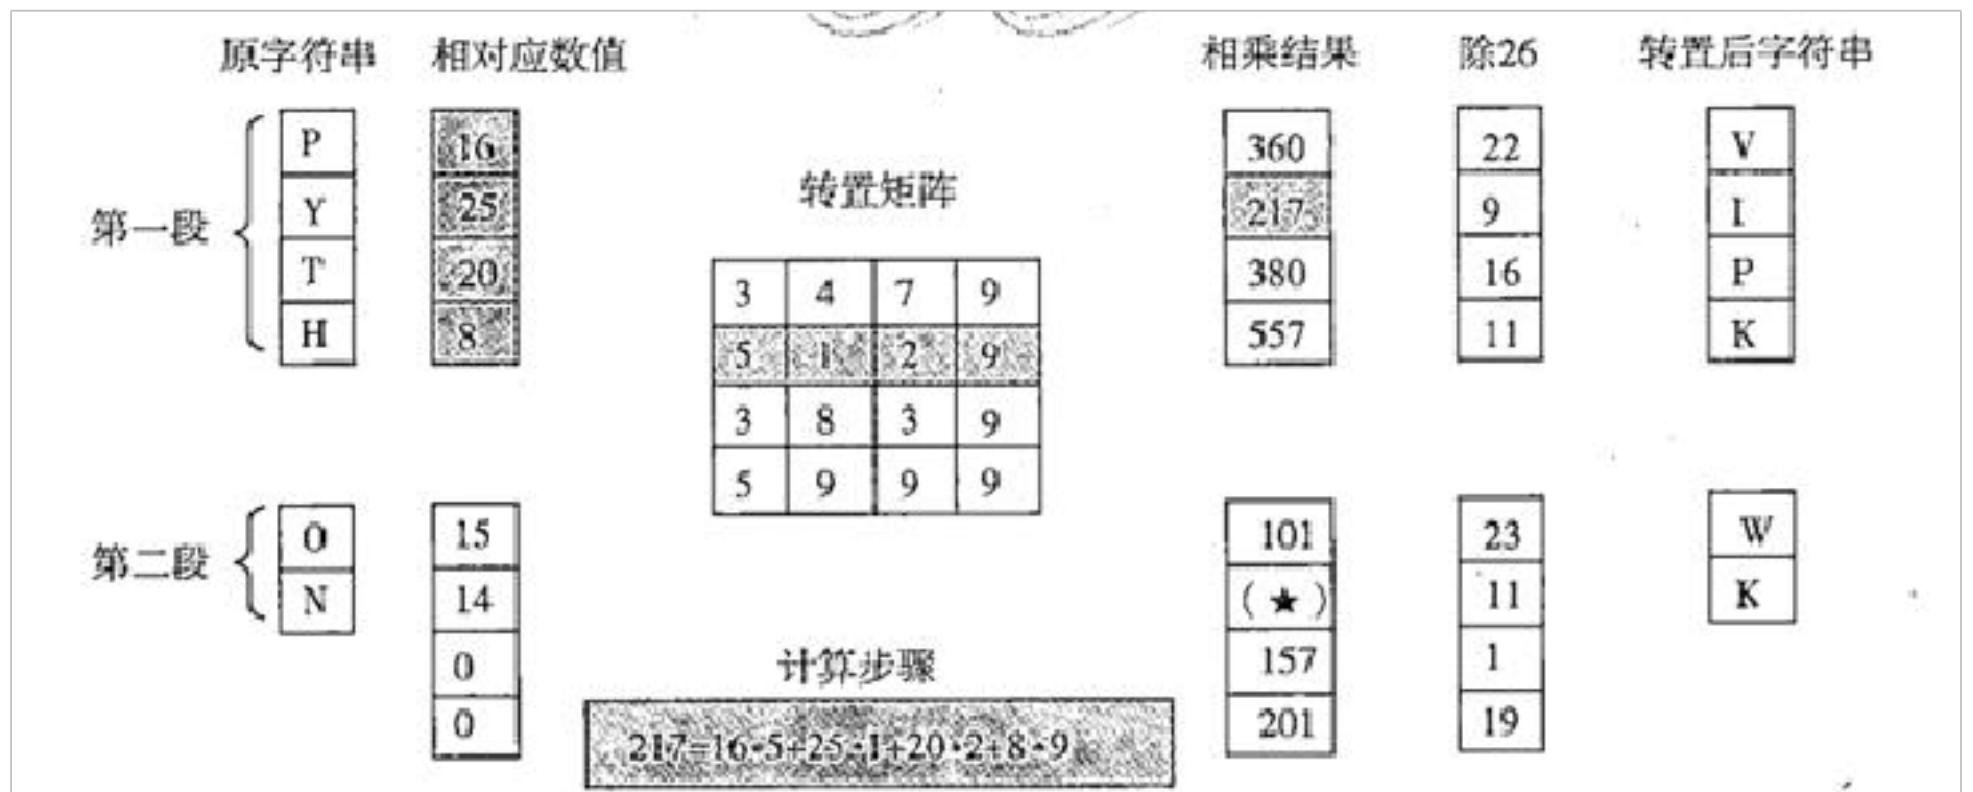 原字符串 相对应数值 相乘结果 除26 转置后字符串
P 16 360 22 V
第一段 Y 25 转置矩阵 217 9 I
T 20 3 4 7 9 380 16 P
H 8 5 1 2 9 557 11 K
3 8 3 9
5 9 9 9
第二段 O 15 101 23 W
N 14 (★) 11 K
0 计算步骤 157 1
0 217=16·5+25·1+20·2+8·9 201 19